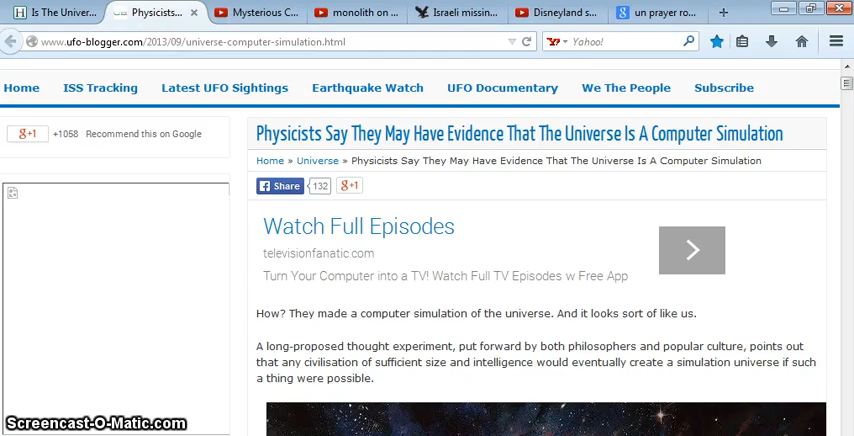 Is The Univer...
Physicists...
Mysterious C...
monolith on ...
Israeli missin...
Disneyland s...
un prayer ro...
www.ufo-blogger.com/2013/09/universe-computer-simulation.html
Yahoo!
Home
ISS Tracking
Latest UFO Sightings
Earthquake Watch
UFO Documentary
We The People
Subscribe
g+1 +1058 Recommend this on Google
Physicists Say They May Have Evidence That The Universe Is A Computer Simulation
Home » Universe » Physicists Say They May Have Evidence That The Universe Is A Computer Simulation
Share 132 g+1
Watch Full Episodes
televisionfanatic.com
Turn Your Computer into a TV! Watch Full TV Episodes w Free App
How? They made a computer simulation of the universe. And it looks sort of like us.
A long-proposed thought experiment, put forward by both philosophers and popular culture, points out
that any civilisation of sufficient size and intelligence would eventually create a simulation universe if such
a thing were possible.
Screencast-O-Matic.com